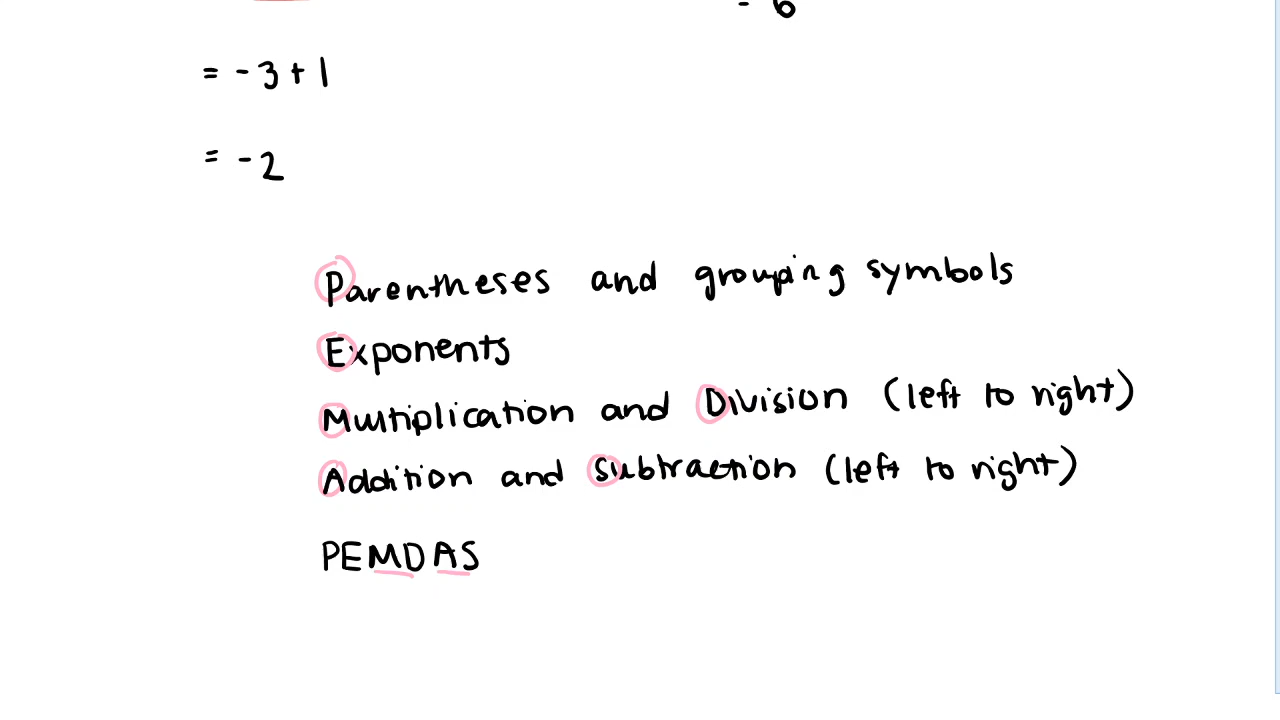 - 6
= -3 + 1
= -2
Parentheses and grouping symbols
Exponents
Multiplication and Division (left to right)
Addition and Subtraction (left to right)
PEMDAS